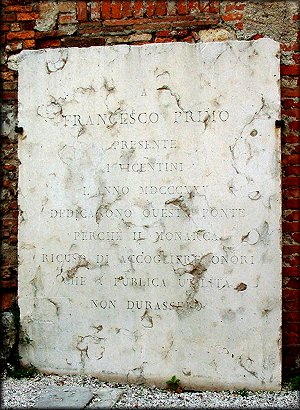 A
FRANCESCO PRIMO
PRESENTE
I VICENTINI
L'ANNO
DEDICARONO QUESTO PONTE
PERCHE IL MONARCA
RICUSO DI ACCOGLIERE ONORI
CHE A PUBLICA UTILITA
NON DURASSERO